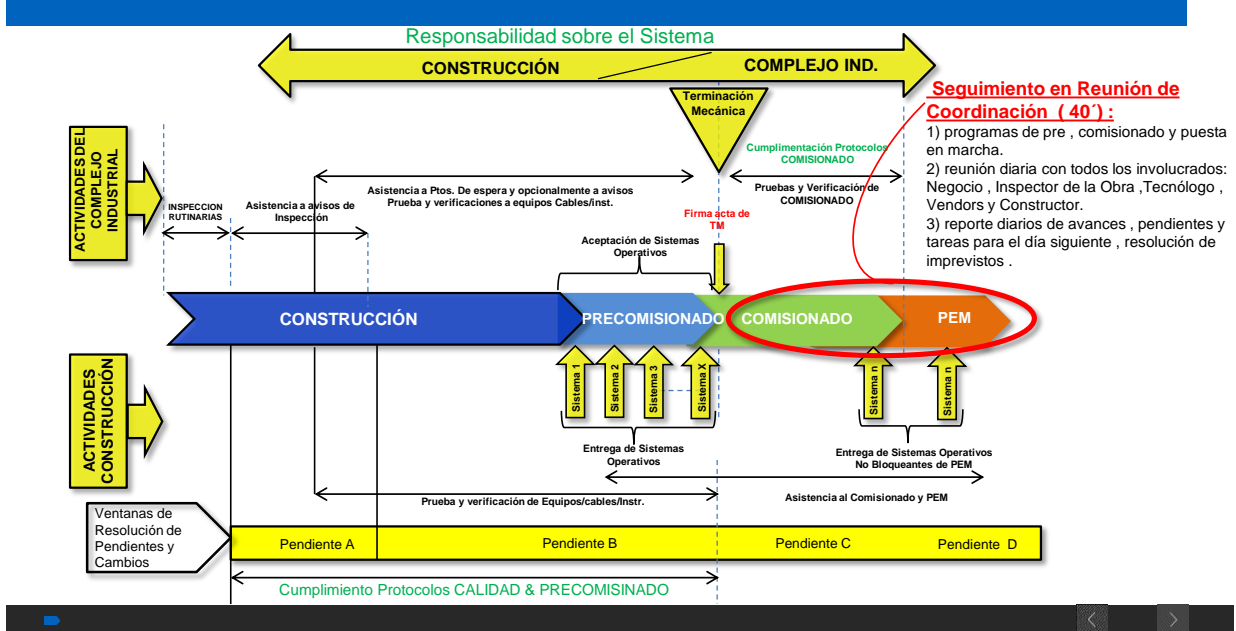 Responsabilidad sobre el Sistema
CONSTRUCCIÓN
COMPLEJO IND.
Terminación
Mecánica
Seguimiento en Reunión de
Coordinación ( 40´) :
1) programas de pre , comisionado y puesta
en marcha.
2) reunión diaria con todos los involucrados:
Negocio , Inspector de la Obra ,Tecnólogo ,
Vendors y Constructor.
3) reporte diarios de avances , pendientes y
tareas para el día siguiente , resolución de
imprevistos .
ACTIVIDADES DEL
COMPLEJO
INDUSTRIAL
INSPECCION
RUTINARIAS
Asistencia a avisos de
Inspección
Asistencia a Ptos. De espera y opcionalmente a avisos
Prueba y verificaciones a equipos Cables/inst.
Cumplimentación Protocolos
COMISIONADO
Pruebas y Verificación de
COMISIONADO
Firma acta de
TM
Aceptación de Sistemas
Operativos
CONSTRUCCIÓN
PRECOMISIONADO
COMISIONADO
PEM
ACTIVIDADES
CONSTRUCCIÓN
Sistema 1
Sistema 2
Sistema 3
Sistema X
Sistema n
Sistema n
Entrega de Sistemas
Operativos
Entrega de Sistemas Operativos
No Bloqueantes de PEM
Prueba y verificación de Equipos/cables/Instr.
Asistencia al Comisionado y PEM
Ventanas de
Resolución de
Pendientes y
Cambios
Pendiente A
Pendiente B
Pendiente C
Pendiente D
Cumplimiento Protocolos CALIDAD & PRECOMISINADO